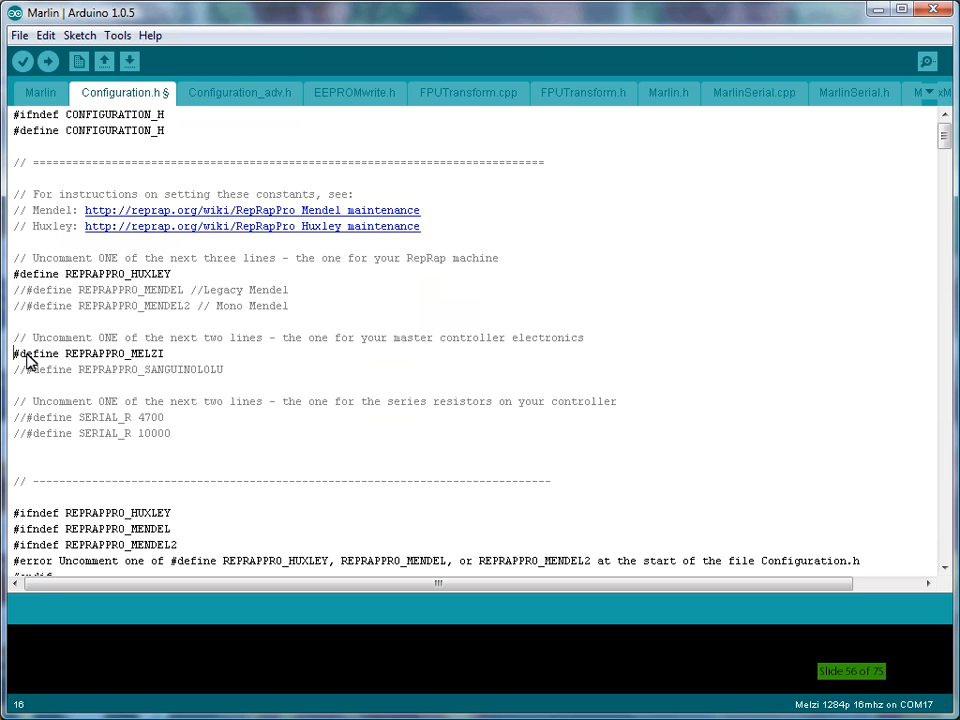 Marlin | Arduino 1.0.5
File Edit Sketch Tools Help
Marlin Configuration.h § Configuration_adv.h EEPROMwrite.h FPUTransform.cpp FPUTransform.h Marlin.h MarlinSerial.cpp MarlinSerial.h
#ifndef CONFIGURATION_H
#define CONFIGURATION_H
// ==============================================================================
// For instructions on setting these constants, see:
// Mendel: http://reprap.org/wiki/RepRapPro_Mendel_maintenance
// Huxley: http://reprap.org/wiki/RepRapPro_Huxley_maintenance
// Uncomment ONE of the next three lines - the one for your RepRap machine
#define REPRAPPRO_HUXLEY
//#define REPRAPPRO_MENDEL //Legacy Mendel
//#define REPRAPPRO_MENDEL2 // Mono Mendel
// Uncomment ONE of the next two lines - the one for your master controller electronics
#define REPRAPPRO_MELZI
//#define REPRAPPRO_SANGUINOLOLU
// Uncomment ONE of the next two lines - the one for the series resistors on your controller
//#define SERIAL_R 4700
//#define SERIAL_R 10000
// -------------------------------------------------------------------------------
#ifndef REPRAPPRO_HUXLEY
#ifndef REPRAPPRO_MENDEL
#ifndef REPRAPPRO_MENDEL2
#error Uncomment one of #define REPRAPPRO_HUXLEY, REPRAPPRO_MENDEL, or REPRAPPRO_MENDEL2 at the start of the file Configuration.h
Slide 56 of 75
16 Melzi 1284p 16mhz on COM17